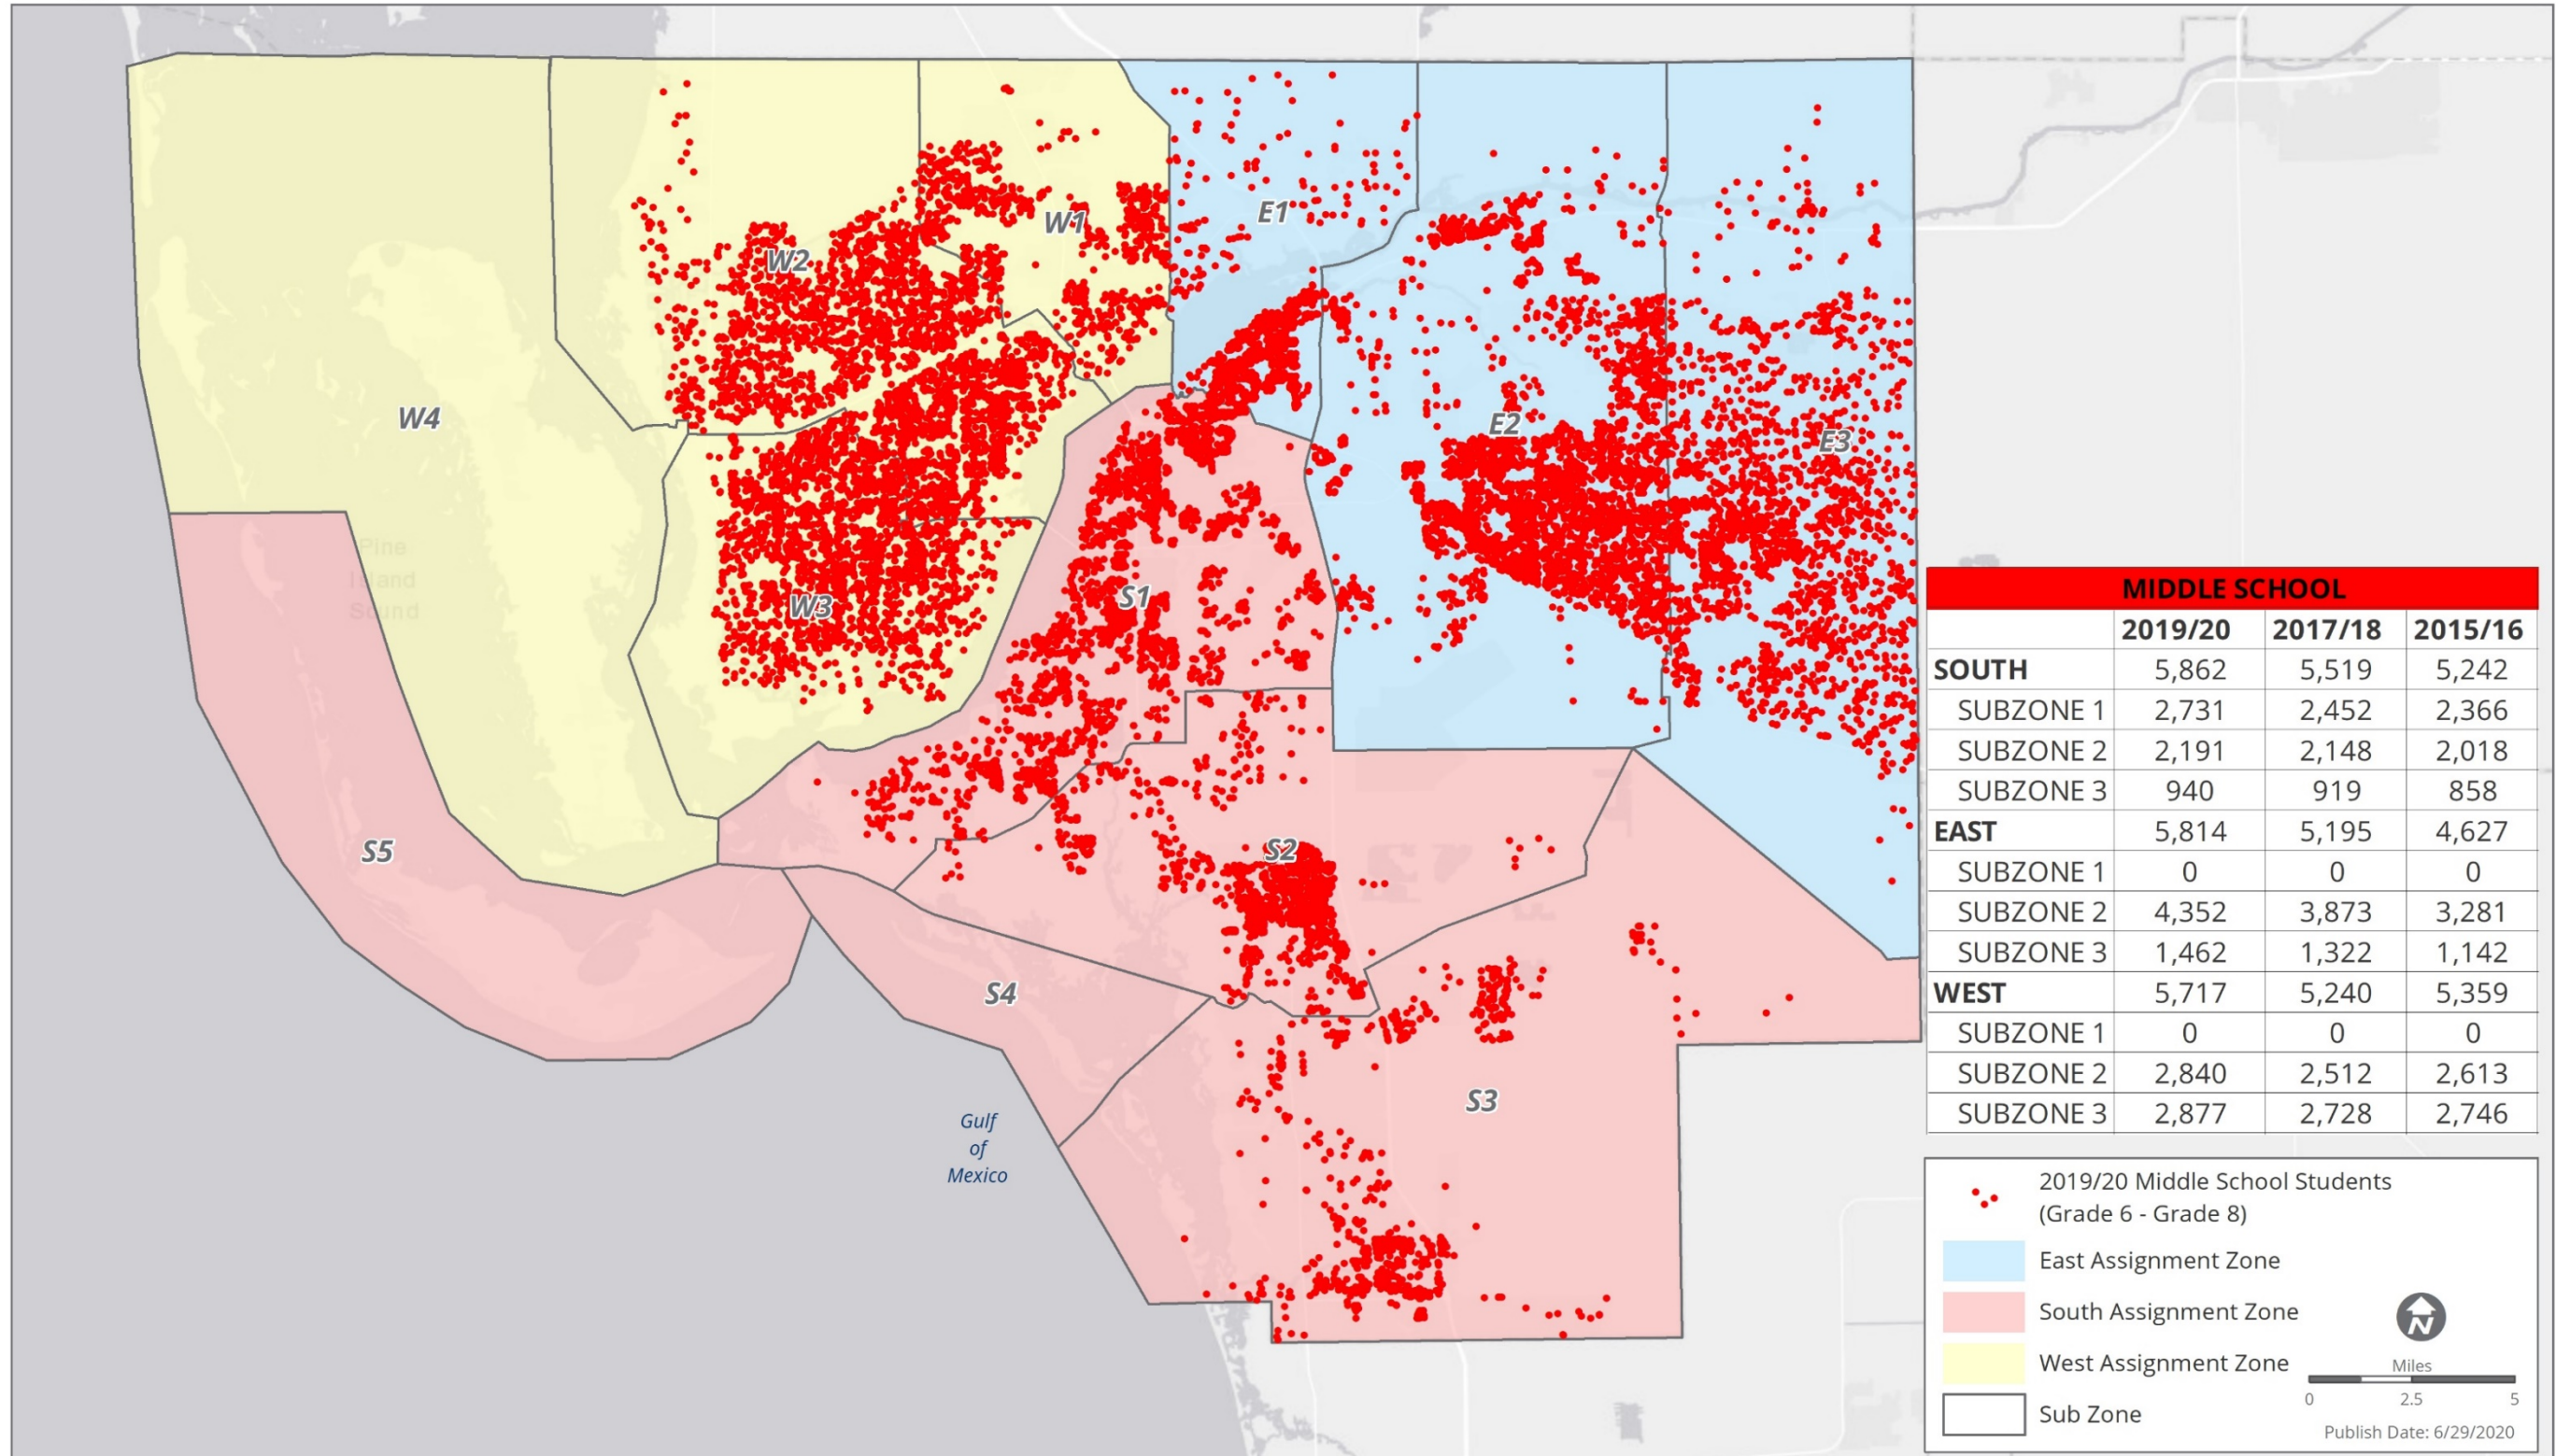 W4
W2
W1
W3
E1
E2
E3
S1
S2
S3
S4
S5
Pine
Island
Sound
Gulf
of
Mexico
MIDDLE SCHOOL
2019/20 2017/18 2015/16
SOUTH 5,862 5,519 5,242
SUBZONE 1 2,731 2,452 2,366
SUBZONE 2 2,191 2,148 2,018
SUBZONE 3 940 919 858
EAST 5,814 5,195 4,627
SUBZONE 1 0 0 0
SUBZONE 2 4,352 3,873 3,281
SUBZONE 3 1,462 1,322 1,142
WEST 5,717 5,240 5,359
SUBZONE 1 0 0 0
SUBZONE 2 2,840 2,512 2,613
SUBZONE 3 2,877 2,728 2,746
2019/20 Middle School Students
(Grade 6 - Grade 8)
East Assignment Zone
South Assignment Zone
West Assignment Zone
Sub Zone
N
Miles
0 2.5 5
Publish Date: 6/29/2020